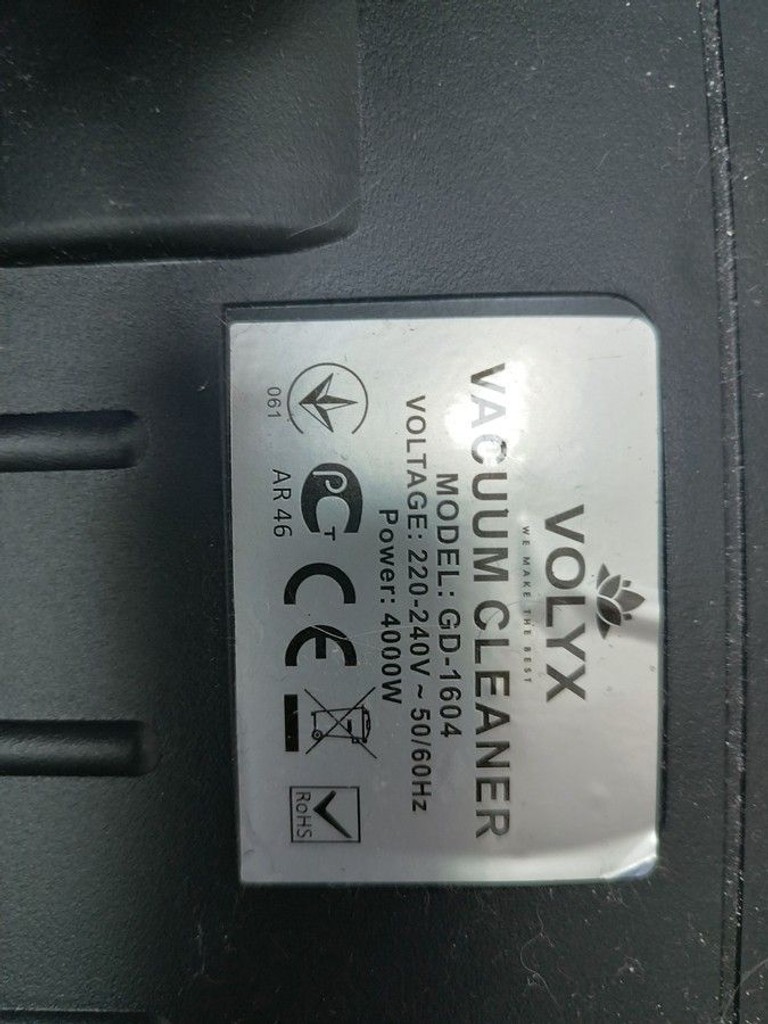 VOLYX
WE MAKE THE BEST
VACUUM CLEANER
MODEL: GD-1604
VOLTAGE: 220-240V ~ 50/60Hz
Power: 4000W
061
РСТ
AR 46
CE
RoHS